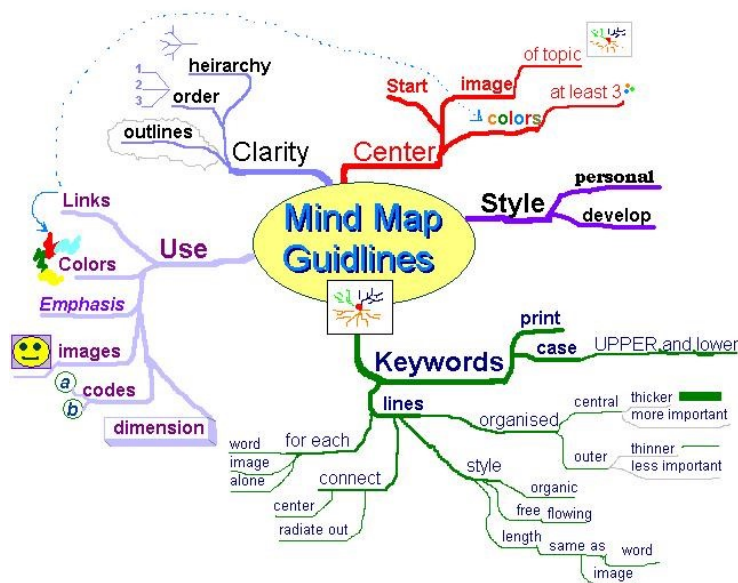 Mind Map
Guidlines
Center
Start
image
of topic
colors
at least 3
Style
personal
develop
Keywords
print
case
UPPER and lower
lines
organised
central
thicker
more important
outer
thinner
less important
style
organic
free flowing
length
same as
word
image
connect
center
radiate out
for each
word
image
alone
Use
Links
Colors
Emphasis
images
codes
a
b
dimension
Clarity
heirarchy
order
1
2
3
outlines